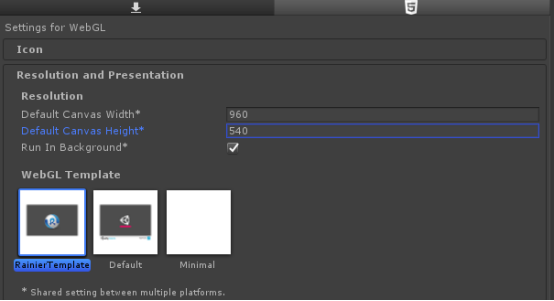 Settings for WebGL
Icon
Resolution and Presentation
Resolution
Default Canvas Width* 960
Default Canvas Height* 540
Run In Background*
WebGL Template
RainierTemplate Default Minimal
* Shared setting between multiple platforms.